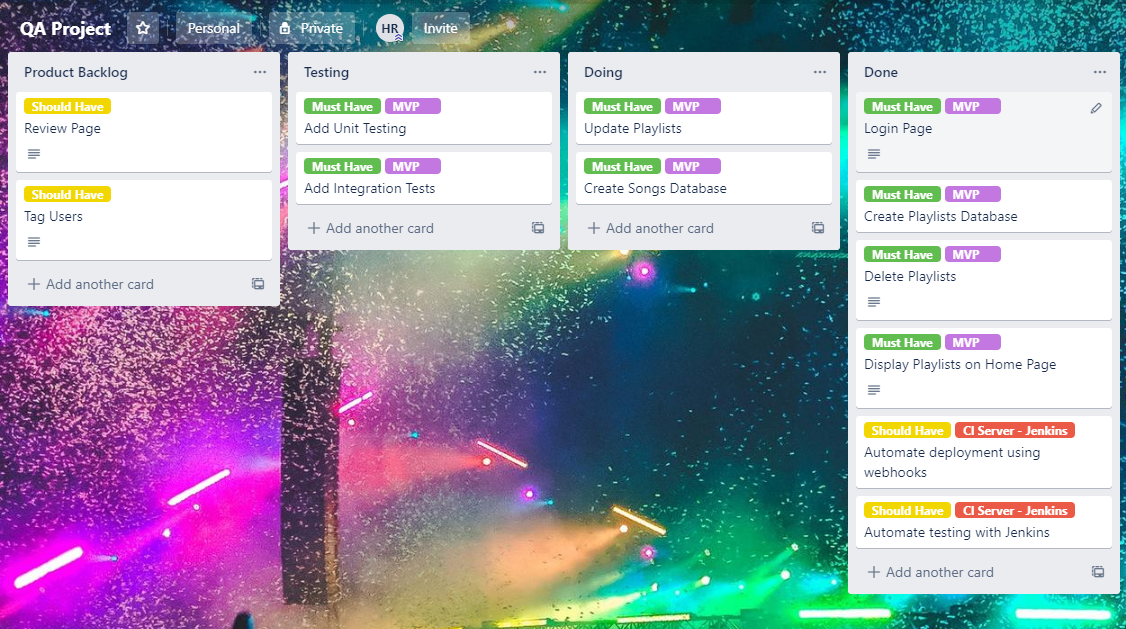 QA Project
Personal
Private
HR
Invite
Product Backlog
Should Have
Review Page
Should Have
Tag Users
+ Add another card
Testing
Must Have MVP
Add Unit Testing
Must Have MVP
Add Integration Tests
+ Add another card
Doing
Must Have MVP
Update Playlists
Must Have MVP
Create Songs Database
+ Add another card
Done
Must Have MVP
Login Page
Must Have MVP
Create Playlists Database
Must Have MVP
Delete Playlists
Must Have MVP
Display Playlists on Home Page
Should Have CI Server - Jenkins
Automate deployment using
webhooks
Should Have CI Server - Jenkins
Automate testing with Jenkins
+ Add another card